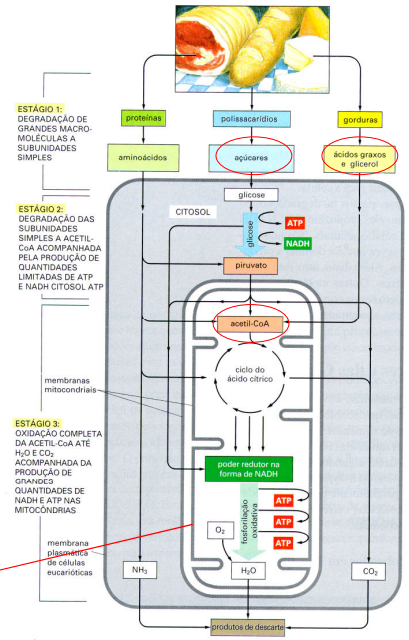 proteínas
polissacarídios
gorduras
ESTÁGIO 1:
DEGRADAÇÃO DE
GRANDES MACRO-
MOLÉCULAS A
SUBUNIDADES
SIMPLES
aminoácidos
açúcares
ácidos graxos
e glicerol
glicose
CITOSOL
ESTÁGIO 2:
DEGRADAÇÃO DAS
SUBUNIDADES
SIMPLES A ACETIL-
CoA ACOMPANHADA
PELA PRODUÇÃO DE
QUANTIDADES
LIMITADAS DE ATP
E NADH CITOSOL ATP
glicose
ATP
NADH
piruvato
acetil-CoA
ciclo do
ácido cítrico
membranas
mitocondriais
ESTÁGIO 3:
OXIDAÇÃO COMPLETA
DA ACETIL-CoA ATÉ
H₂O E CO₂
ACOMPANHADA DA
PRODUÇÃO DE
GRANDES
QUANTIDADES DE
NADH E ATP NAS
MITOCÔNDRIAS
poder redutor na
forma de NADH
fosforilação
oxidativa
ATP
ATP
ATP
O₂
membrana
plasmática
de células
eucarióticas
NH₃
H₂O
CO₂
produtos de descarte